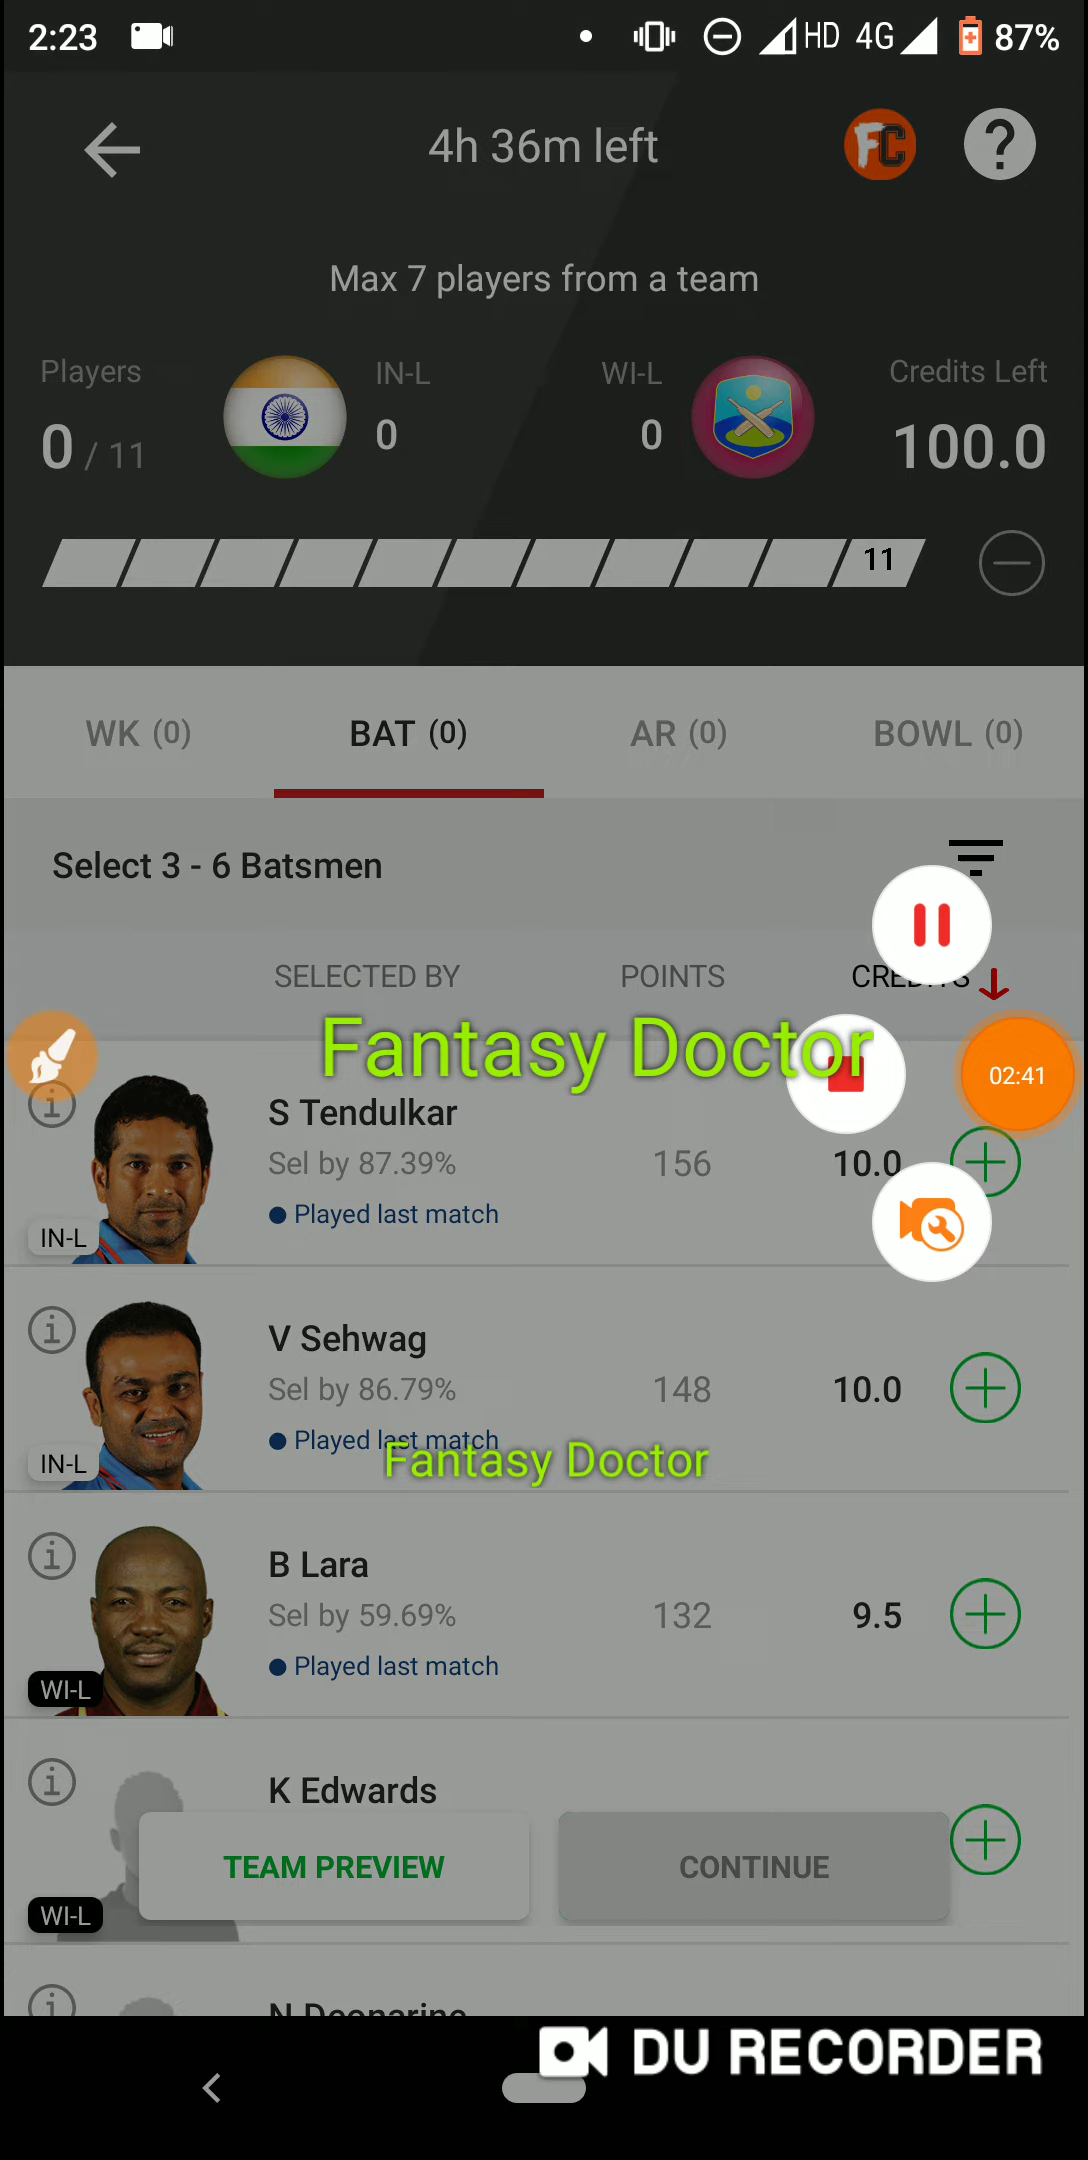 2:23 HD 4G 87%
4h 36m left FC ?
Max 7 players from a team
Players IN-L WI-L Credits Left
0 / 11 0 0 100.0
11
WK (0) BAT (0) AR (0) BOWL (0)
Select 3 - 6 Batsmen
SELECTED BY POINTS CREDITS
Fantasy Doctor
02:41
S Tendulkar
Sel by 87.39% 156 10.0
Played last match
IN-L
V Sehwag
Sel by 86.79% 148 10.0
Played last match
IN-L
Fantasy Doctor
B Lara
Sel by 59.69% 132 9.5
Played last match
WI-L
K Edwards
TEAM PREVIEW CONTINUE
WI-L
N Deonarine
DU RECORDER